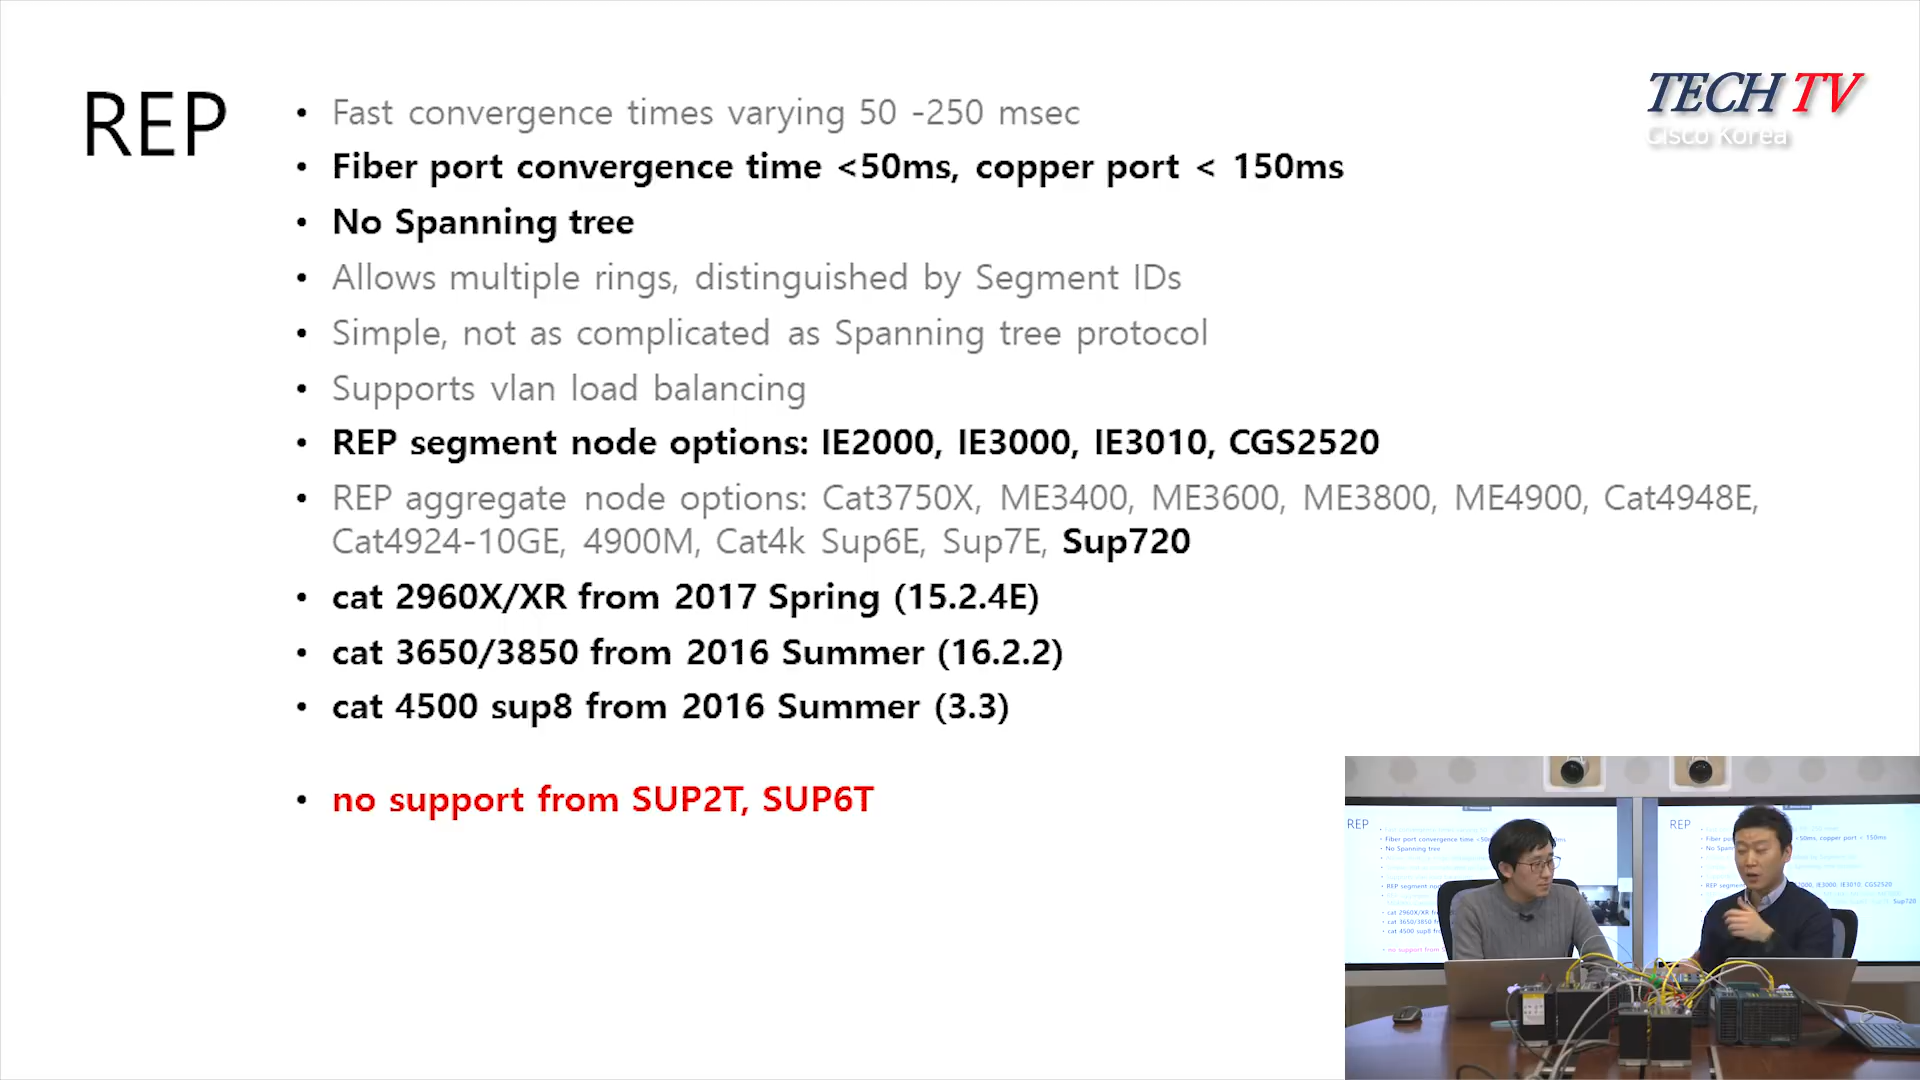 REP
TECH TV
Cisco Korea
• Fast convergence times varying 50 -250 msec
• Fiber port convergence time <50ms, copper port < 150ms
• No Spanning tree
• Allows multiple rings, distinguished by Segment IDs
• Simple, not as complicated as Spanning tree protocol
• Supports vlan load balancing
• REP segment node options: IE2000, IE3000, IE3010, CGS2520
• REP aggregate node options: Cat3750X, ME3400, ME3600, ME3800, ME4900, Cat4948E,
Cat4924-10GE, 4900M, Cat4k Sup6E, Sup7E, Sup720
• cat 2960X/XR from 2017 Spring (15.2.4E)
• cat 3650/3850 from 2016 Summer (16.2.2)
• cat 4500 sup8 from 2016 Summer (3.3)
• no support from SUP2T, SUP6T
REP
REP